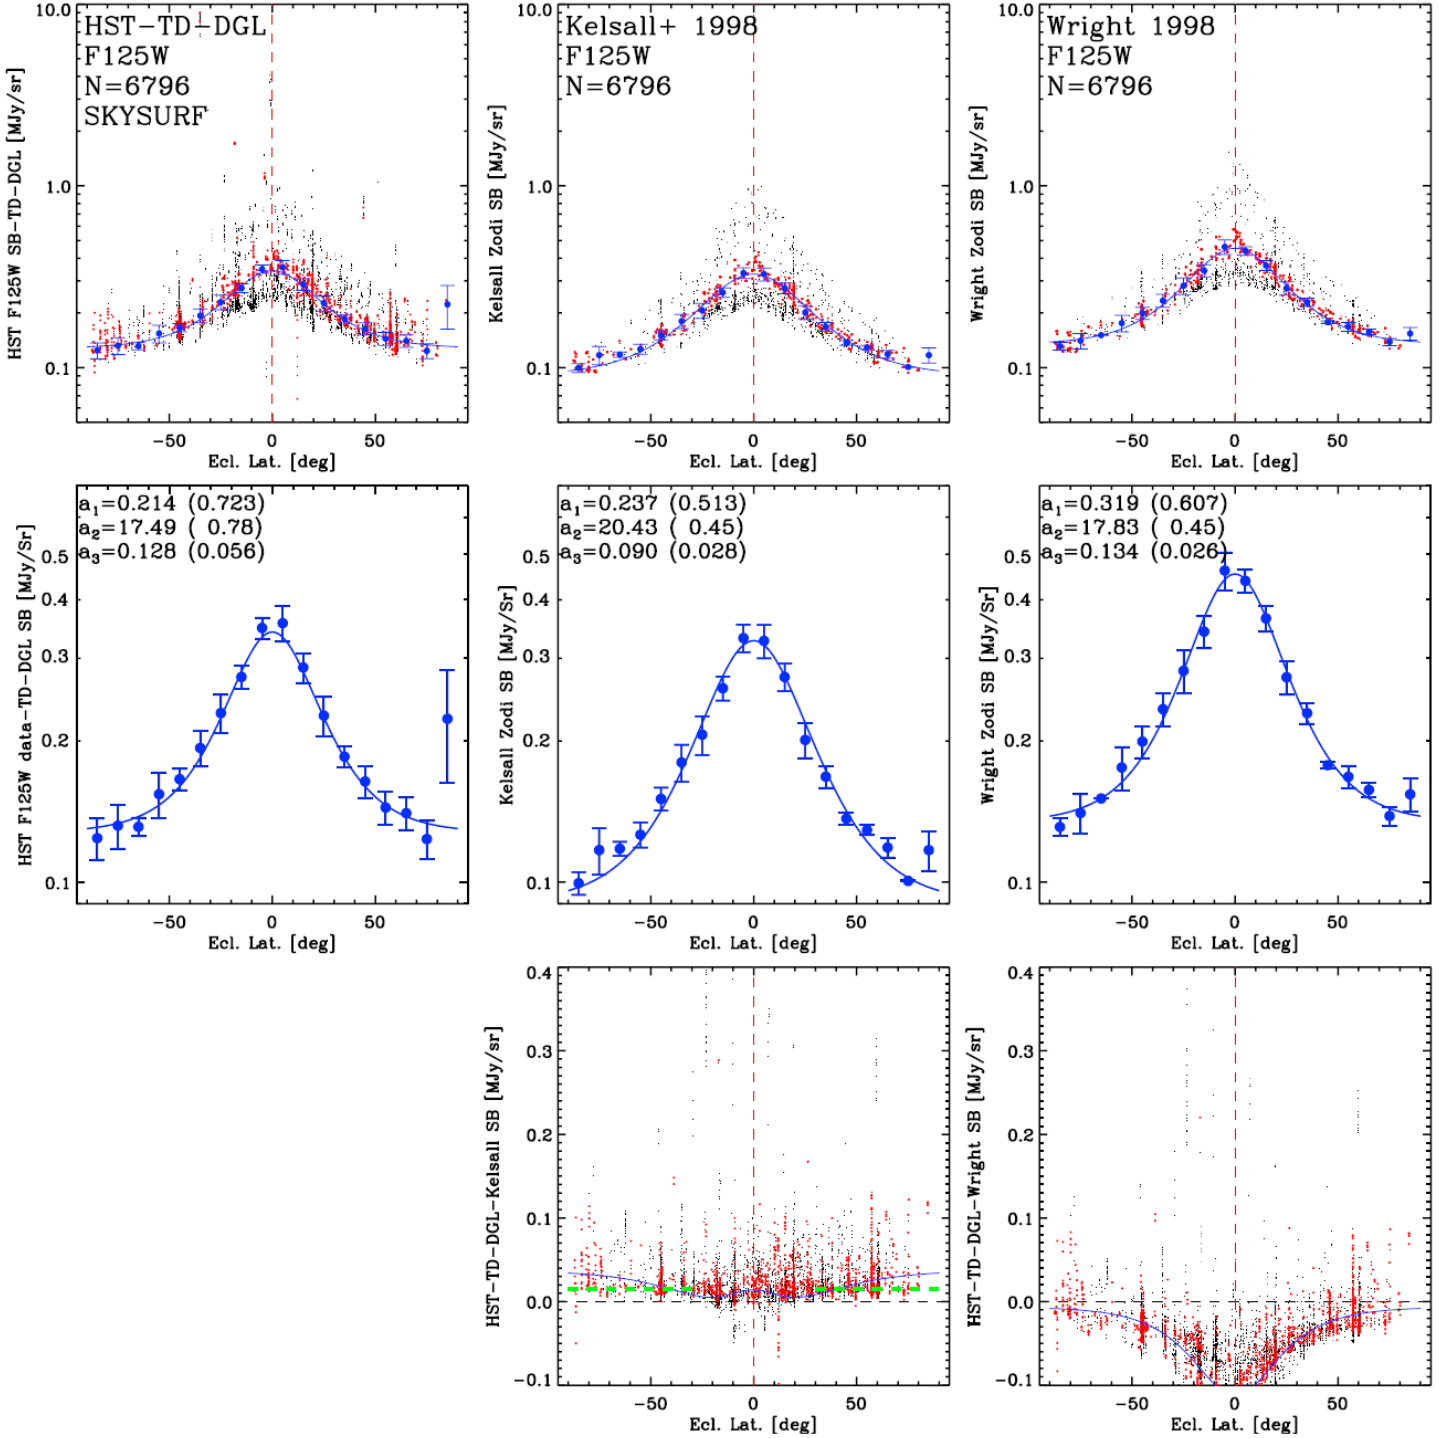 HST-TD-DGL
F125W
N=6796
SKYSURF
HST F125W SB-TD-DGL [MJy/sr]
10.0
1.0
0.1
-50 0 50
Ecl. Lat. [deg]
Kelsall+ 1998
F125W
N=6796
Kelsall Zodi SB [MJy/sr]
10.0
1.0
0.1
-50 0 50
Ecl. Lat. [deg]
Wright 1998
F125W
N=6796
Wright Zodi SB [MJy/sr]
10.0
1.0
0.1
-50 0 50
Ecl. Lat. [deg]
a₁=0.214 (0.723)
a₂=17.49 ( 0.78)
a₃=0.128 (0.056)
HST F125W data-TD-DGL SB [MJy/Sr]
0.5
0.4
0.3
0.2
0.1
-50 0 50
Ecl. Lat. [deg]
a₁=0.237 (0.513)
a₂=20.43 ( 0.45)
a₃=0.090 (0.028)
Kelsall Zodi SB [MJy/Sr]
0.5
0.4
0.3
0.2
0.1
-50 0 50
Ecl. Lat. [deg]
a₁=0.319 (0.607)
a₂=17.83 ( 0.45)
a₃=0.134 (0.026)
Wright Zodi SB [MJy/Sr]
0.5
0.4
0.3
0.2
0.1
-50 0 50
Ecl. Lat. [deg]
HST-TD-DGL-Kelsall SB [MJy/sr]
0.4
0.3
0.2
0.1
0.0
-0.1
-50 0 50
Ecl. Lat. [deg]
HST-TD-DGL-Wright SB [MJy/sr]
0.4
0.3
0.2
0.1
0.0
-0.1
-50 0 50
Ecl. Lat. [deg]